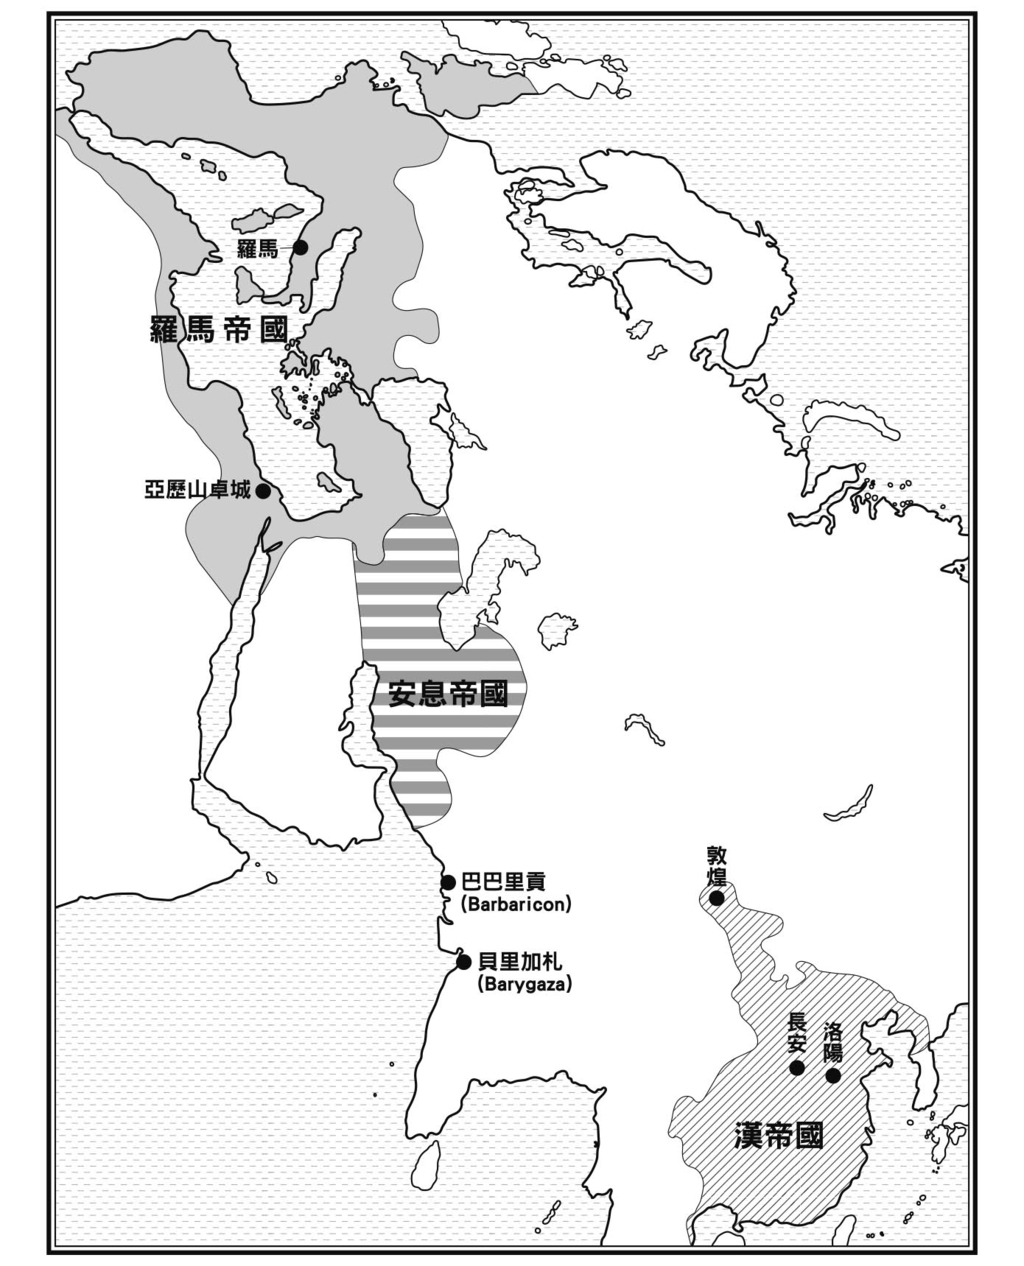 羅馬
羅馬帝國
亞歷山卓城
安息帝國
巴巴里貢
(Barbaricon)
貝里加札
(Barygaza)
敦煌
長安
洛陽
漢帝國